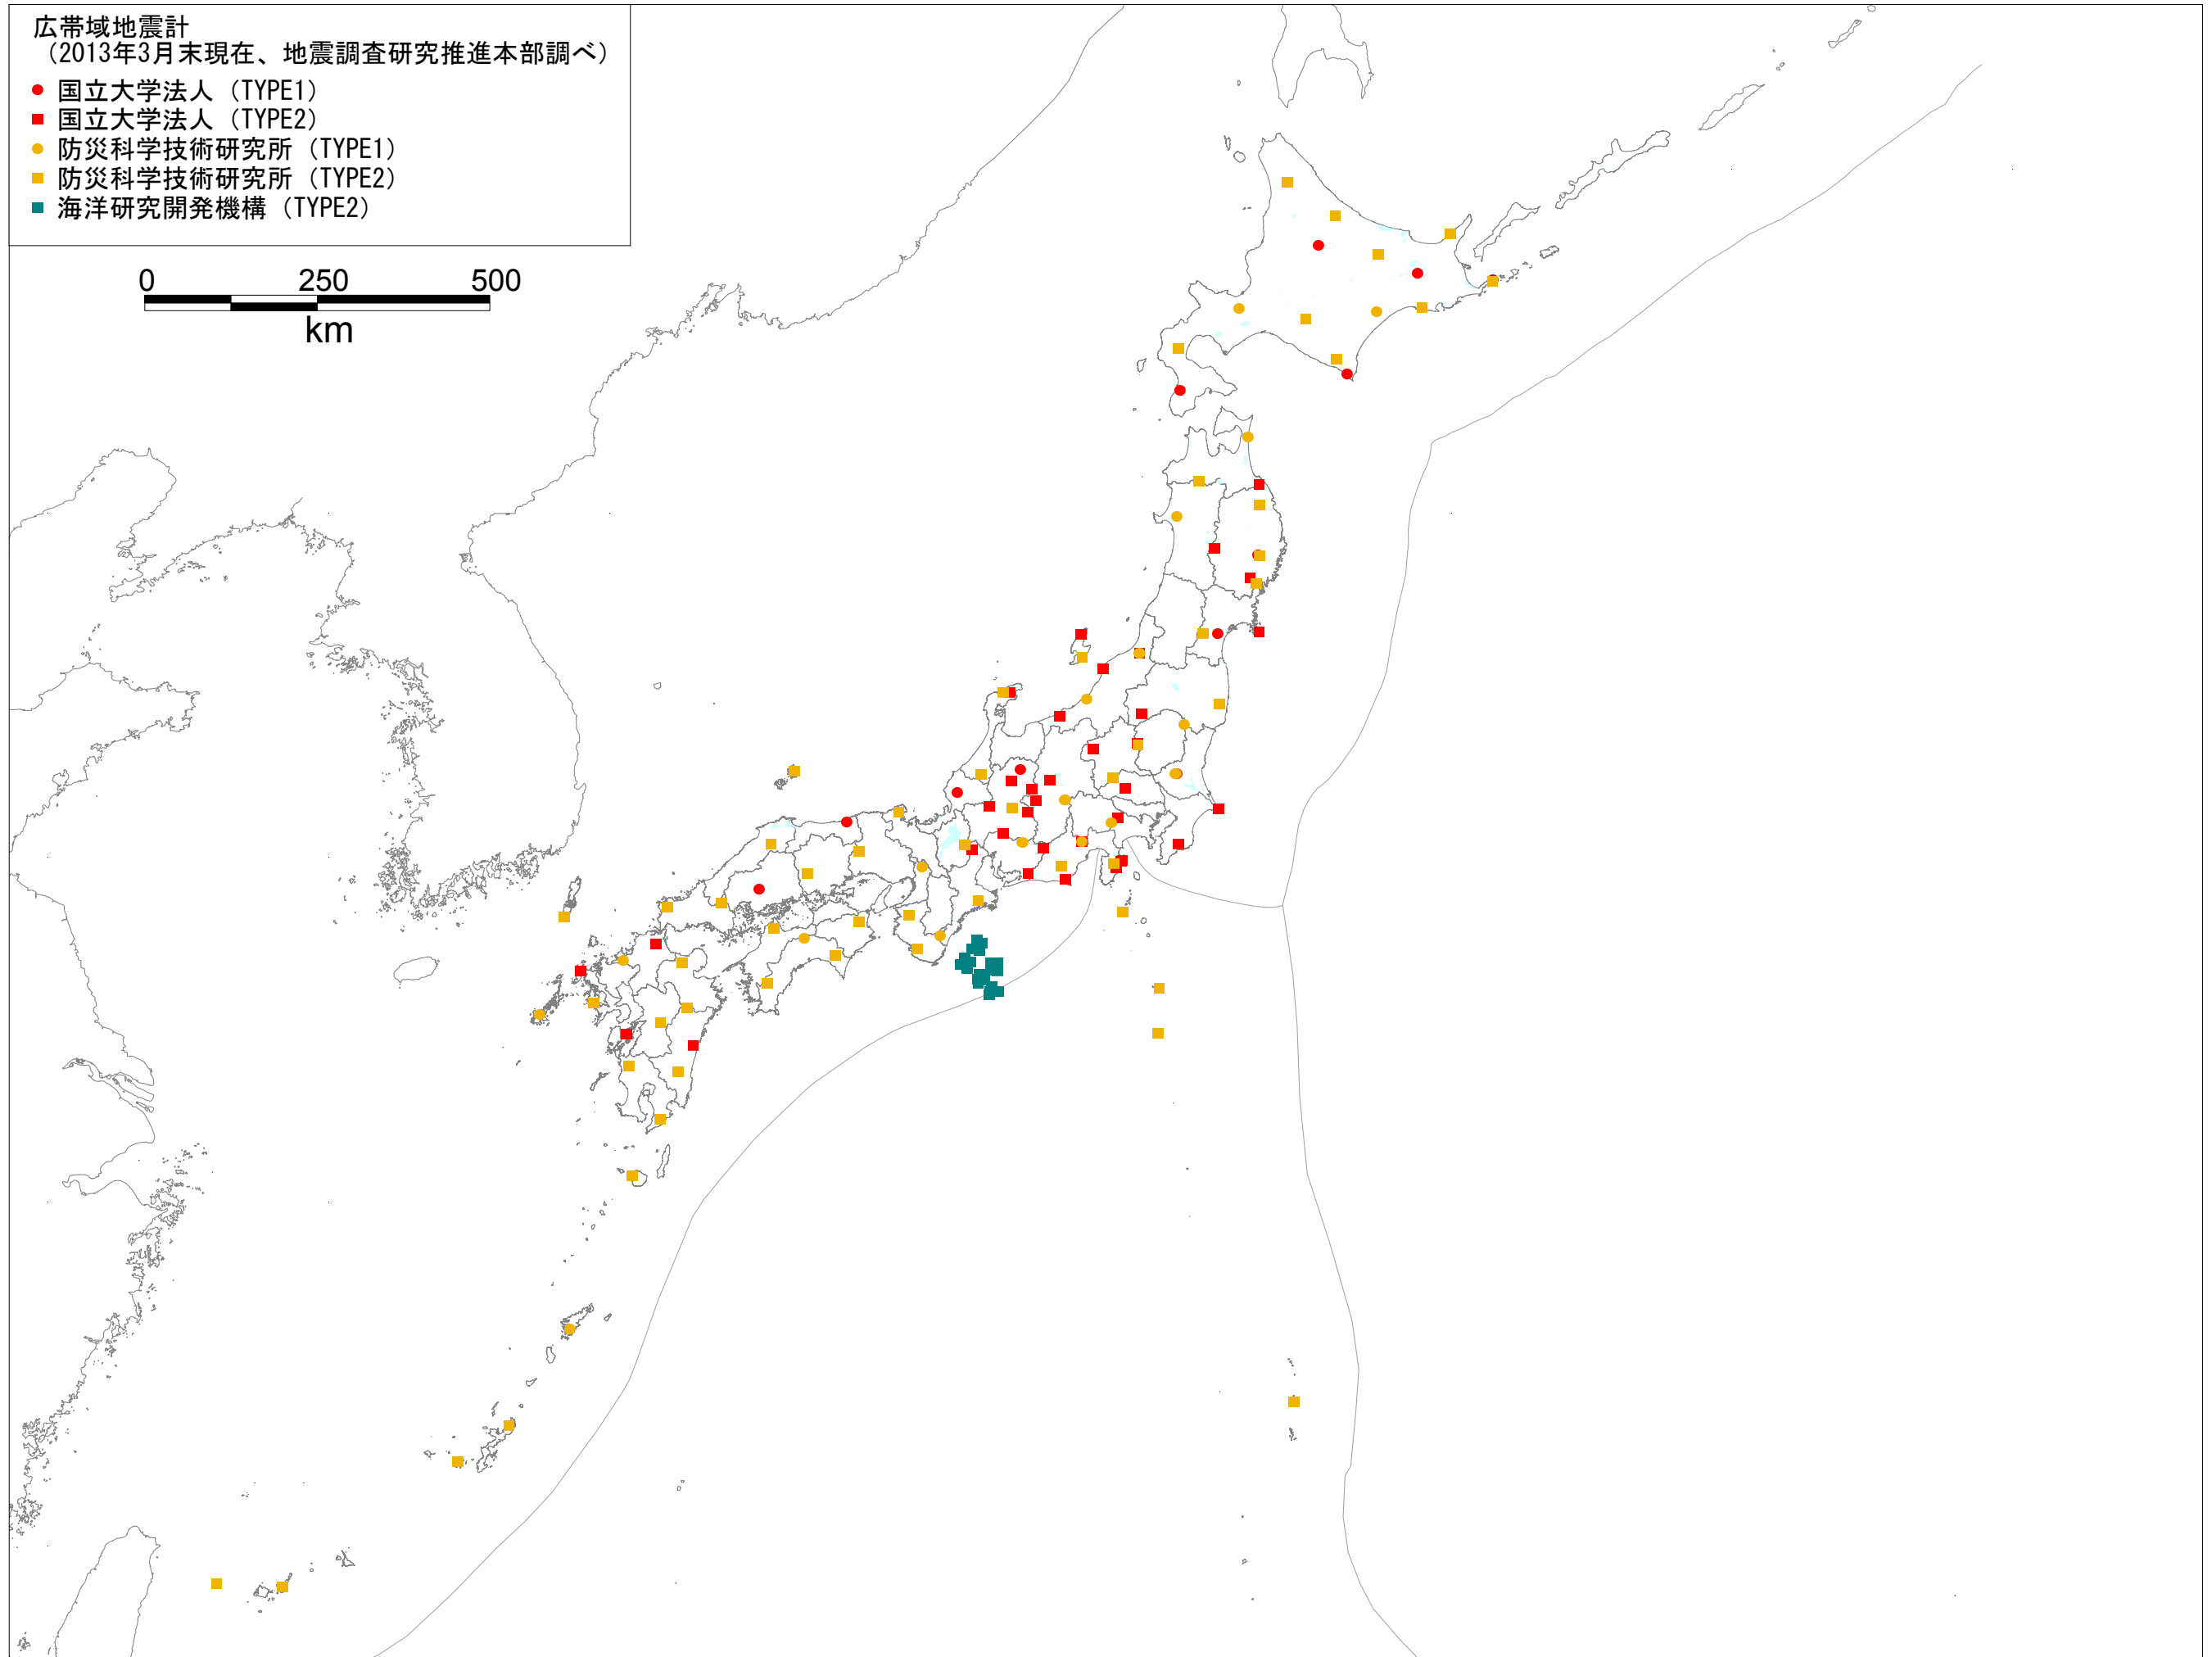 広帯域地震計
（2013年3月末現在、地震調査研究推進本部調べ）
国立大学法人（TYPE1）
国立大学法人（TYPE2）
防災科学技術研究所（TYPE1）
防災科学技術研究所（TYPE2）
海洋研究開発機構（TYPE2）
0 250 500
km